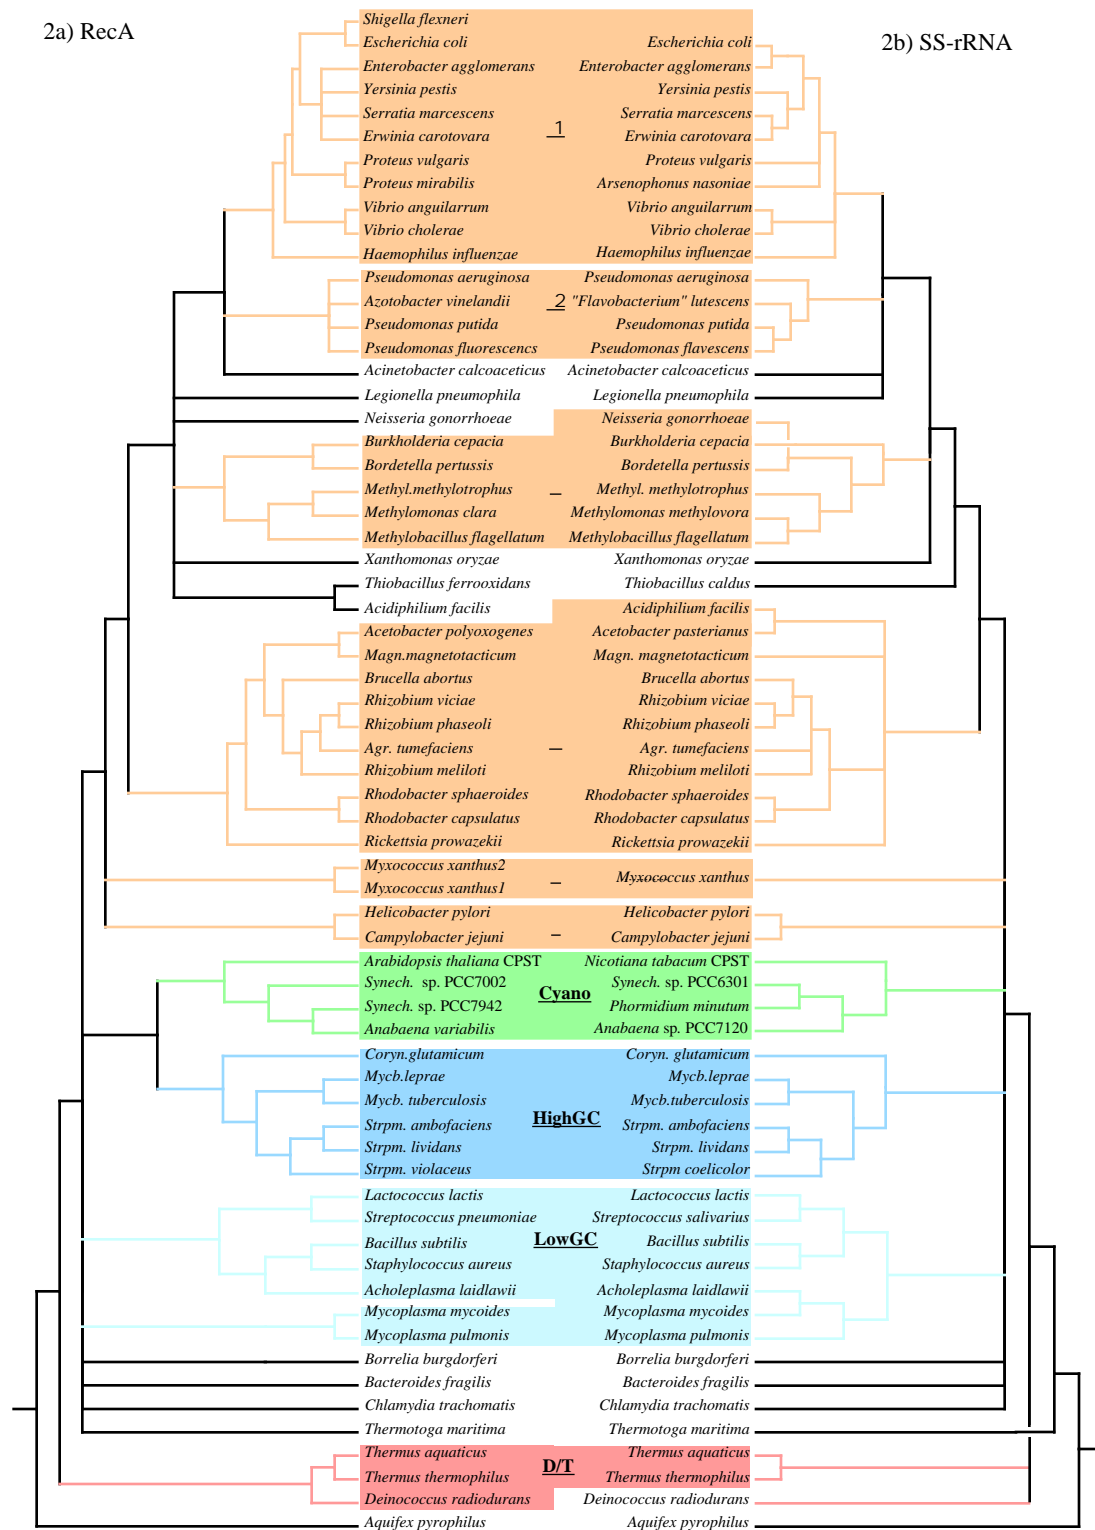 2a) RecA
2b) SS-rRNA
Shigella flexneri
Escherichia coli Escherichia coli
Enterobacter agglomerans Enterobacter agglomerans
Yersinia pestis Yersinia pestis
Serratia marcescens Serratia marcescens
Erwinia carotovara 1 Erwinia carotovara
Proteus vulgaris Proteus vulgaris
Proteus mirabilis Arsenophonus nasoniae
Vibrio anguilarrum Vibrio anguilarrum
Vibrio cholerae Vibrio cholerae
Haemophilus influenzae Haemophilus influenzae
Pseudomonas aeruginosa Pseudomonas aeruginosa
Azotobacter vinelandii 2 "Flavobacterium" lutescens
Pseudomonas putida Pseudomonas putida
Pseudomonas fluorescencs Pseudomonas flavescens
Acinetobacter calcoaceticus Acinetobacter calcoaceticus
Legionella pneumophila Legionella pneumophila
Neisseria gonorrhoeae Neisseria gonorrhoeae
Burkholderia cepacia Burkholderia cepacia
Bordetella pertussis Bordetella pertussis
Methyl.methylotrophus Methyl. methylotrophus
Methylomonas clara Methylomonas methylovora
Methylobacillus flagellatum Methylobacillus flagellatum
Xanthomonas oryzae Xanthomonas oryzae
Thiobacillus ferrooxidans Thiobacillus caldus
Acidiphilium facilis Acidiphilium facilis
Acetobacter polyoxogenes Acetobacter pasterianus
Magn.magnetotacticum Magn. magnetotacticum
Brucella abortus Brucella abortus
Rhizobium viciae Rhizobium viciae
Rhizobium phaseoli Rhizobium phaseoli
Agr. tumefaciens Agr. tumefaciens
Rhizobium meliloti Rhizobium meliloti
Rhodobacter sphaeroides Rhodobacter sphaeroides
Rhodobacter capsulatus Rhodobacter capsulatus
Rickettsia prowazekii Rickettsia prowazekii
Myxococcus xanthus2 Myxococcus xanthus
Myxococcus xanthus1
Helicobacter pylori Helicobacter pylori
Campylobacter jejuni Campylobacter jejuni
Arabidopsis thaliana CPST Nicotiana tabacum CPST
Synech. sp. PCC7002 Cyano Synech. sp. PCC6301
Synech. sp. PCC7942 Phormidium minutum
Anabaena variabilis Anabaena sp. PCC7120
Coryn.glutamicum Coryn. glutamicum
Mycb.leprae Mycb.leprae
Mycb. tuberculosis Mycb.tuberculosis
Strpm. ambofaciens HighGC Strpm. ambofaciens
Strpm. lividans Strpm. lividans
Strpm. violaceus Strpm coelicolor
Lactococcus lactis Lactococcus lactis
Streptococcus pneumoniae Streptococcus salivarius
Bacillus subtilis LowGC Bacillus subtilis
Staphylococcus aureus Staphylococcus aureus
Acholeplasma laidlawii Acholeplasma laidlawii
Mycoplasma mycoides Mycoplasma mycoides
Mycoplasma pulmonis Mycoplasma pulmonis
Borrelia burgdorferi Borrelia burgdorferi
Bacteroides fragilis Bacteroides fragilis
Chlamydia trachomatis Chlamydia trachomatis
Thermotoga maritima Thermotoga maritima
Thermus aquaticus D/T Thermus aquaticus
Thermus thermophilus Thermus thermophilus
Deinococcus radiodurans Deinococcus radiodurans
Aquifex pyrophilus Aquifex pyrophilus